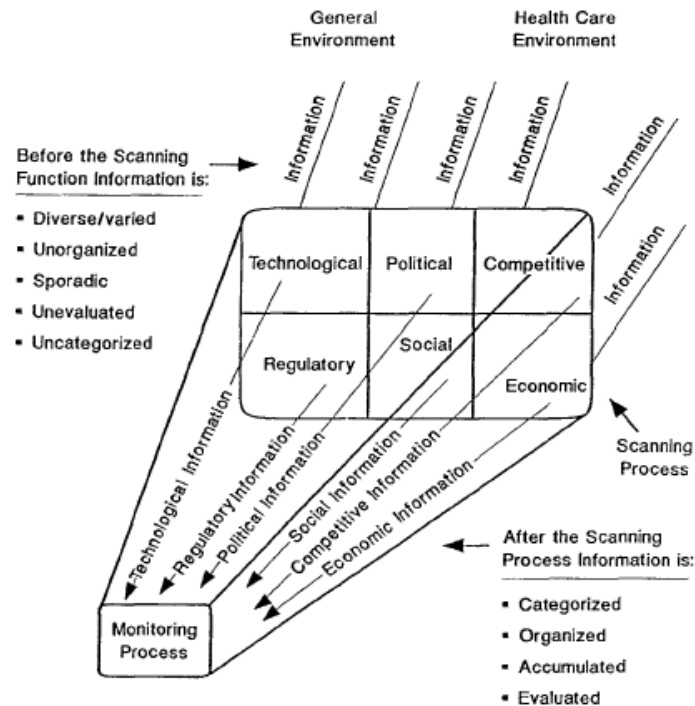 General
Environment
Health Care
Environment
Information
Information
Information
Information
Information
Information
Before the Scanning
Function Information is:
▪ Diverse/varied
▪ Unorganized
▪ Sporadic
▪ Unevaluated
▪ Uncategorized
Technological
Political
Competitive
Regulatory
Social
Economic
Scanning
Process
Technological Information
Regulatory Information
Political Information
Social Information
Competitive Information
Economic Information
After the Scanning
Process Information is:
▪ Categorized
▪ Organized
▪ Accumulated
▪ Evaluated
Monitoring
Process